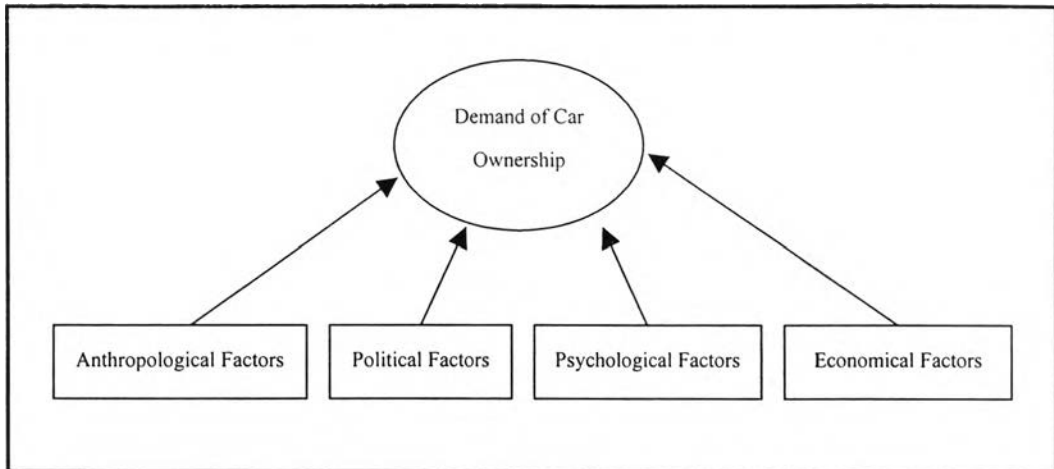 Demand of Car
Ownership
Anthropological Factors
Political Factors
Psychological Factors
Economical Factors